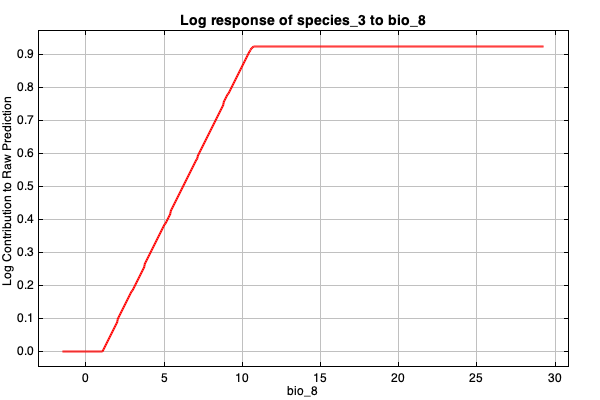 Log response of species_3 to bio_8
Log Contribution to Raw Prediction
0.9
0.8
0.7
0.6
0.5
0.4
0.3
0.2
0.1
0.0
0 5 10 15 20 25 30
bio_8